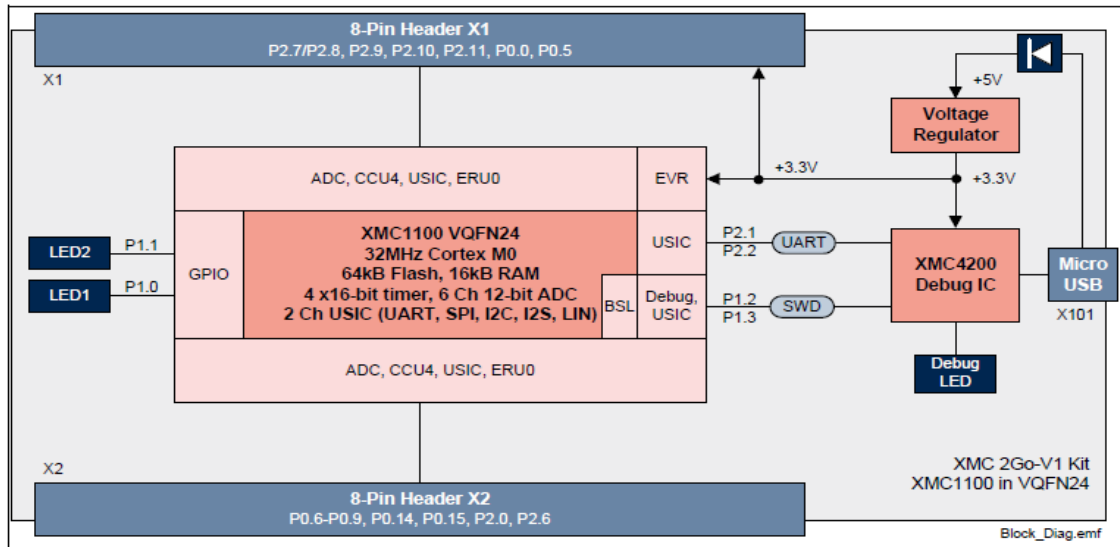 8-Pin Header X1
P2.7/P2.8, P2.9, P2.10, P2.11, P0.0, P0.5
X1
+5V
Voltage
Regulator
ADC, CCU4, USIC, ERU0
EVR
+3.3V
+3.3V
LED2
P1.1
LED1
P1.0
GPIO
XMC1100 VQFN24
32MHz Cortex M0
64kB Flash, 16kB RAM
4 x16-bit timer, 6 Ch 12-bit ADC
2 Ch USIC (UART, SPI, I2C, I2S, LIN)
USIC
BSL
Debug,
USIC
P2.1
P2.2
UART
P1.2
P1.3
SWD
XMC4200
Debug IC
Micro
USB
X101
Debug
LED
ADC, CCU4, USIC, ERU0
X2
8-Pin Header X2
P0.6-P0.9, P0.14, P0.15, P2.0, P2.6
XMC 2Go-V1 Kit
XMC1100 in VQFN24
Block_Diag.emf